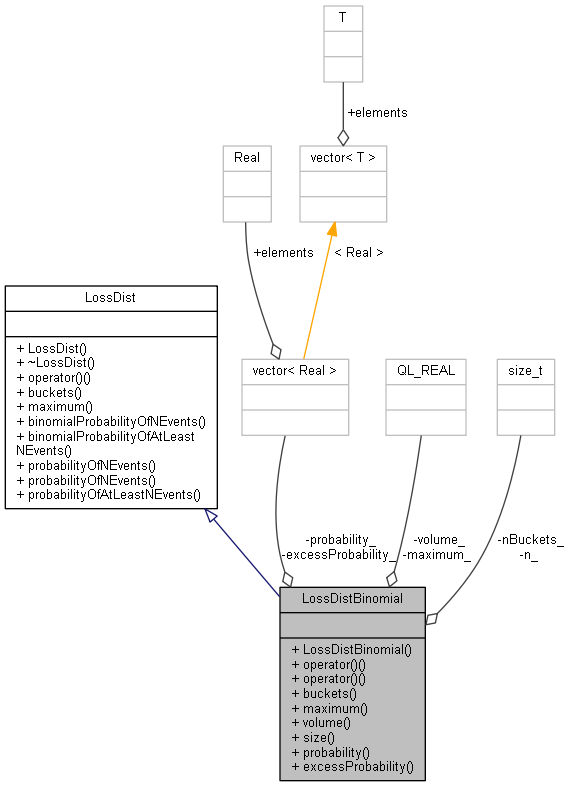 T
+elements
Real
vector< T >
+elements
< Real >
LossDist
+ LossDist()
+ ~LossDist()
+ operator()()
+ buckets()
+ maximum()
+ binomialProbabilityOfNEvents()
+ binomialProbabilityOfAtLeast
NEvents()
+ probabilityOfNEvents()
+ probabilityOfNEvents()
+ probabilityOfAtLeastNEvents()
vector< Real >
QL_REAL
size_t
-probability_
-excessProbability_
-volume_
-maximum_
-nBuckets_
-n_
LossDistBinomial
+ LossDistBinomial()
+ operator()()
+ operator()()
+ buckets()
+ maximum()
+ volume()
+ size()
+ probability()
+ excessProbability()